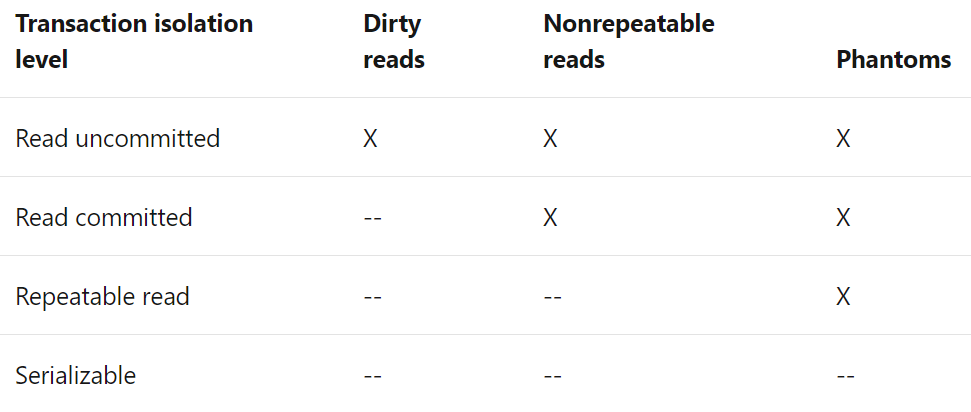 Transaction isolation level Dirty reads Nonrepeatable reads Phantoms
Read uncommitted X X X
Read committed -- X X
Repeatable read -- -- X
Serializable -- -- --